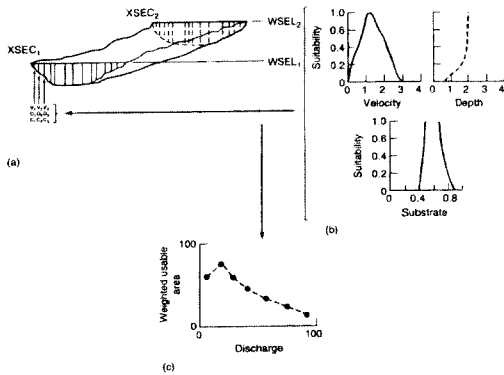 XSEC2
XSEC1
WSEL2
WSEL1
(a)
Suitability
1.0
0.8
0.6
0.4
0.2
0
0 1 2 3 4
Velocity
0 1 2 3 4
Depth
Suitability
1.0
0.8
0.6
0.4
0.2
0
0 0.4 0.6 0.8
Substrate
(b)
Weighted usable
area
100
0
100
Discharge
(c)